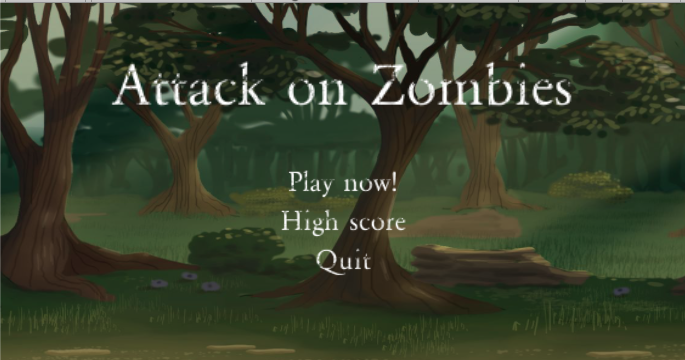 Attack on Zombies
Play now!
High score
Quit